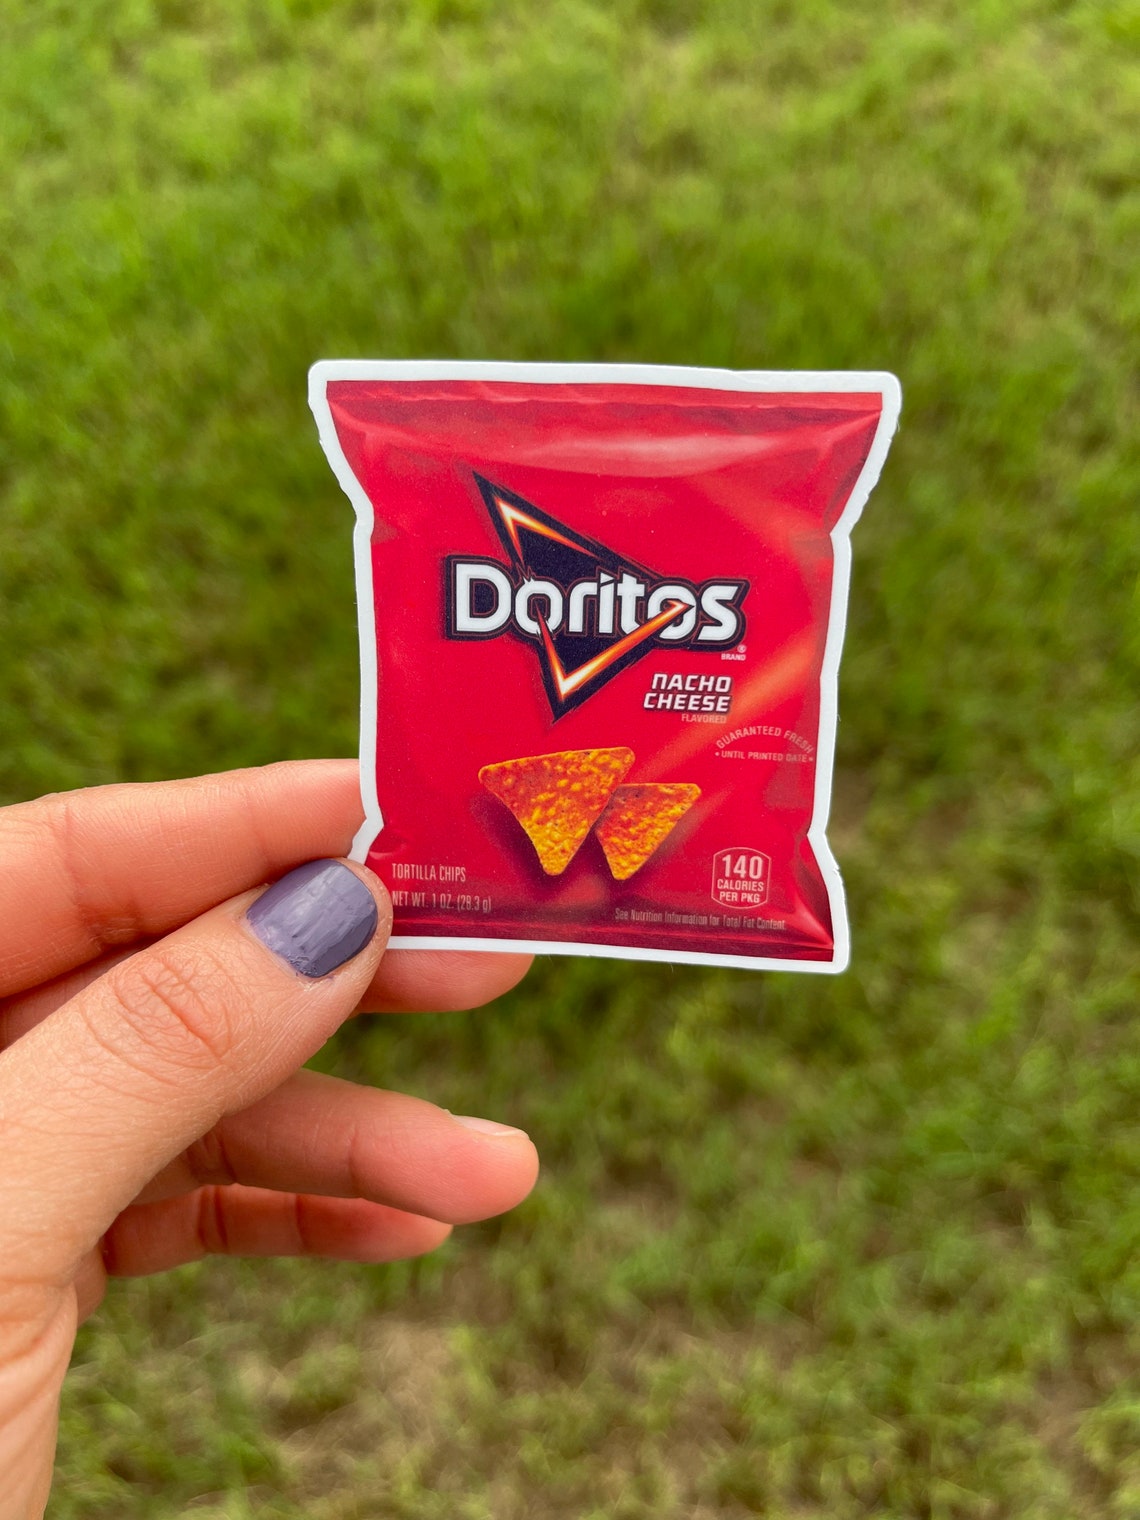 Doritos
®
BRAND
NACHO
CHEESE
FLAVORED
GUARANTEED FRESH
• UNTIL PRINTED DATE •
140
CALORIES
PER PKG
TORTILLA CHIPS
NET WT. 1 OZ. (28.3 g)
See Nutrition Information for Total Fat Content